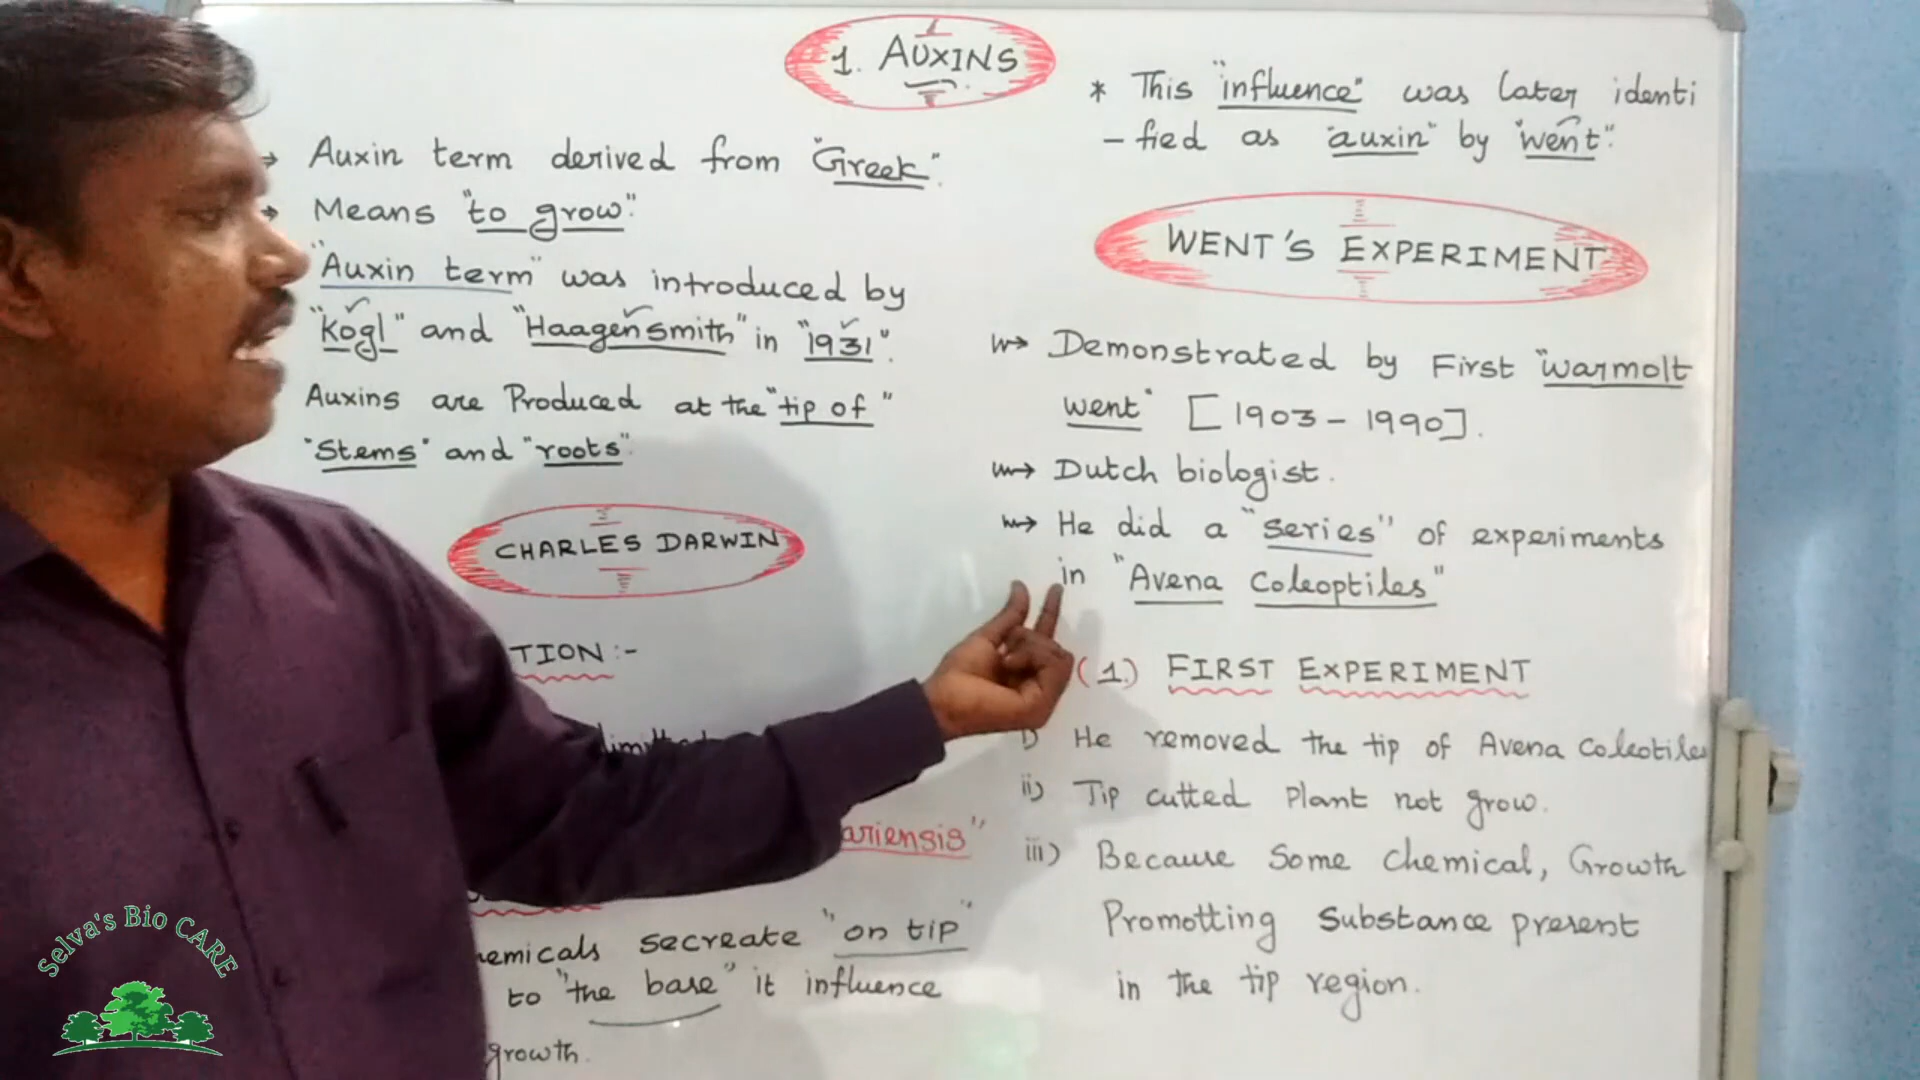 1. AUXINS
Auxin term derived from "Greek".
Means "to grow".
"Auxin term" was introduced by
"Kogl" and "Haagensmith" in "1931".
Auxins are Produced at the "tip of"
"Stems" and "roots".
CHARLES DARWIN
TION :-
ariensis"
hemicals secreate "on tip"
to "the base" it influence
growth.
* This "influence" was later identi
- fied as "auxin" by "went".
WENT'S EXPERIMENT
Demonstrated by First "warmolt
went" [1903 - 1990].
Dutch biologist.
He did a "series" of experiments
in "Avena Coleoptiles"
(1.) FIRST EXPERIMENT
i) He removed the tip of Avena Coleotiles
ii) Tip cutted Plant not grow.
iii) Because Some chemical, Growth
Promotting Substance present
in the tip region.
Selva's Bio CARE